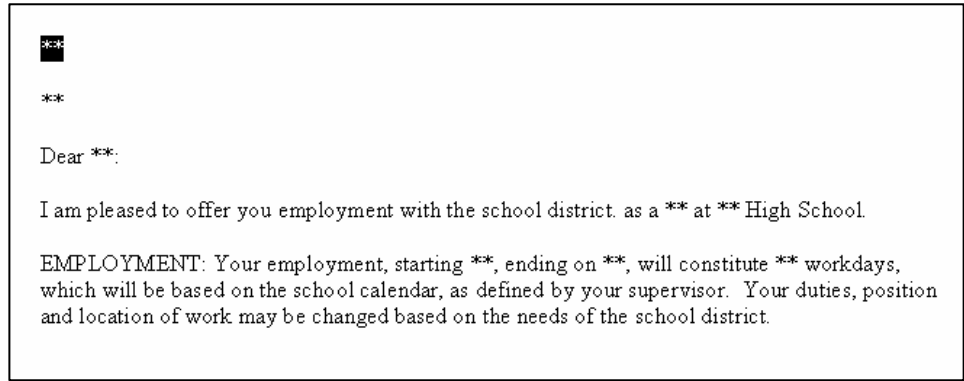 **
**
Dear **:
I am pleased to offer you employment with the school district. as a ** at ** High School.
EMPLOYMENT: Your employment, starting **, ending on **, will constitute ** workdays,
which will be based on the school calendar, as defined by your supervisor.  Your duties, position
and location of work may be changed based on the needs of the school district.